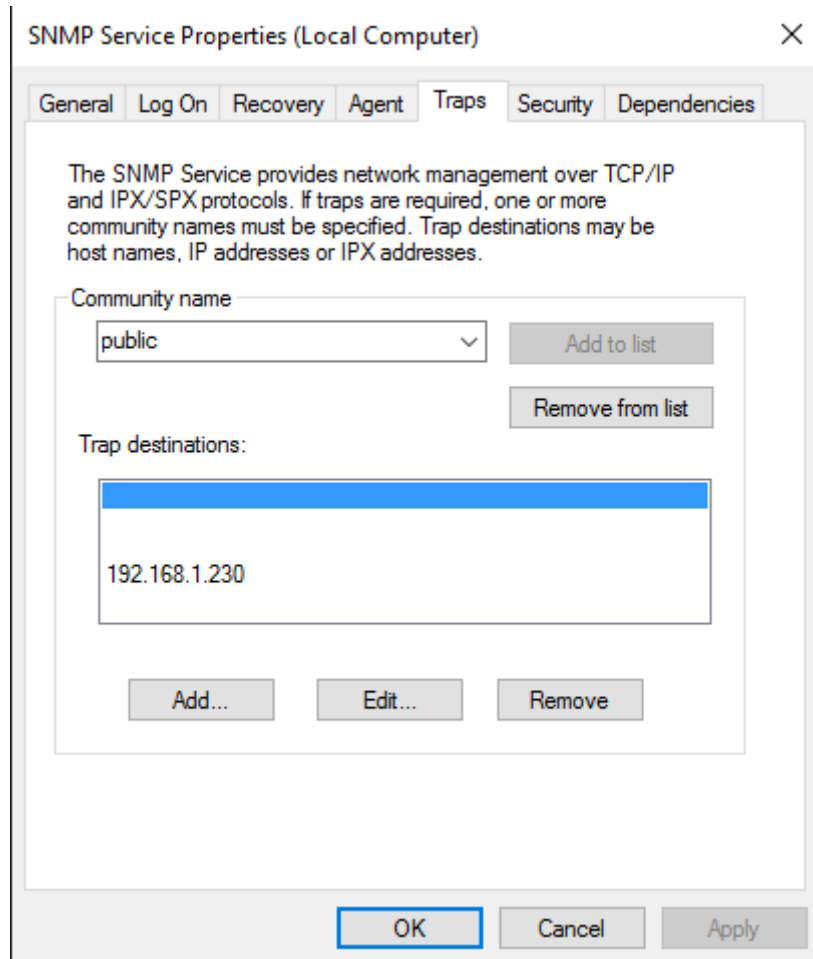 SNMP Service Properties (Local Computer)
General Log On Recovery Agent Traps Security Dependencies
The SNMP Service provides network management over TCP/IP
and IPX/SPX protocols. If traps are required, one or more
community names must be specified. Trap destinations may be
host names, IP addresses or IPX addresses.
Community name
public
Add to list
Remove from list
Trap destinations:
192.168.1.230
Add... Edit... Remove
OK Cancel Apply